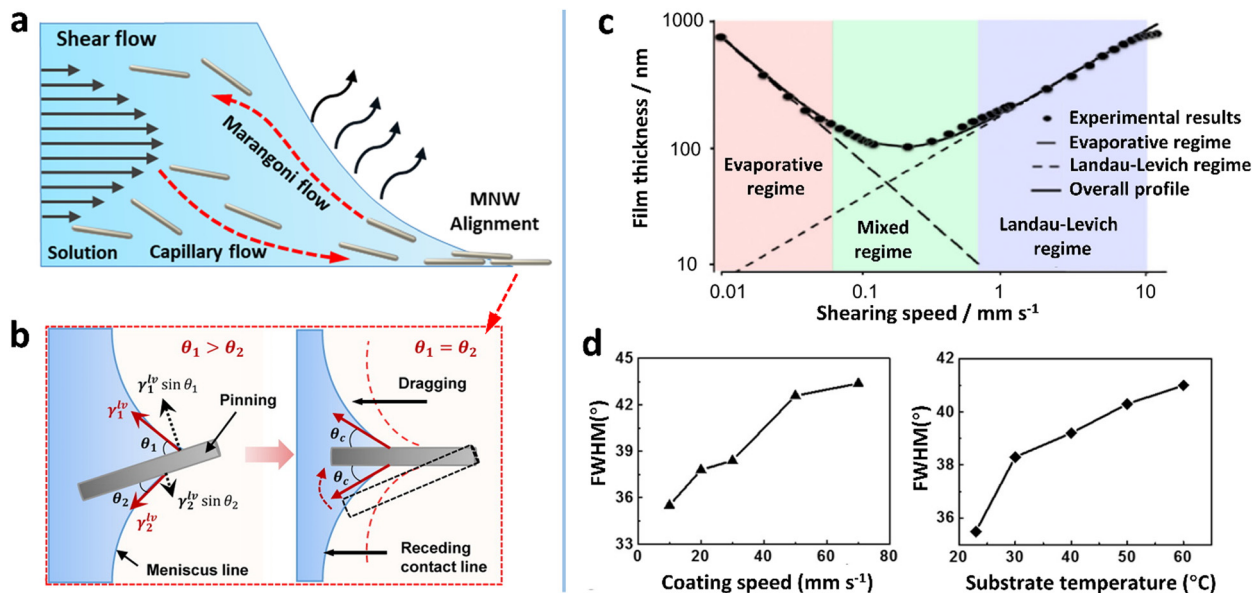 a
Shear flow
Marangoni flow
MNW
Alignment
Solution
Capillary flow
b
θ₁ > θ₂
γ₁ˡᵛ sin θ₁
γ₁ˡᵛ
Pinning
θ₁
θ₂
γ₂ˡᵛ sin θ₂
γ₂ˡᵛ
Meniscus line
θ₁ = θ₂
Dragging
θc
θc
Receding
contact line
c
Film thickness / nm
1000
100
10
Evaporative
regime
Mixed
regime
Landau-Levich
regime
Experimental results
Evaporative regime
Landau-Levich regime
Overall profile
0.01
0.1
1
10
Shearing speed / mm s⁻¹
d
FWHM(°)
45
42
39
36
33
0
20
40
60
80
Coating speed (mm s⁻¹)
FWHM(°)
42
40
38
36
20
30
40
50
60
Substrate temperature (°C)